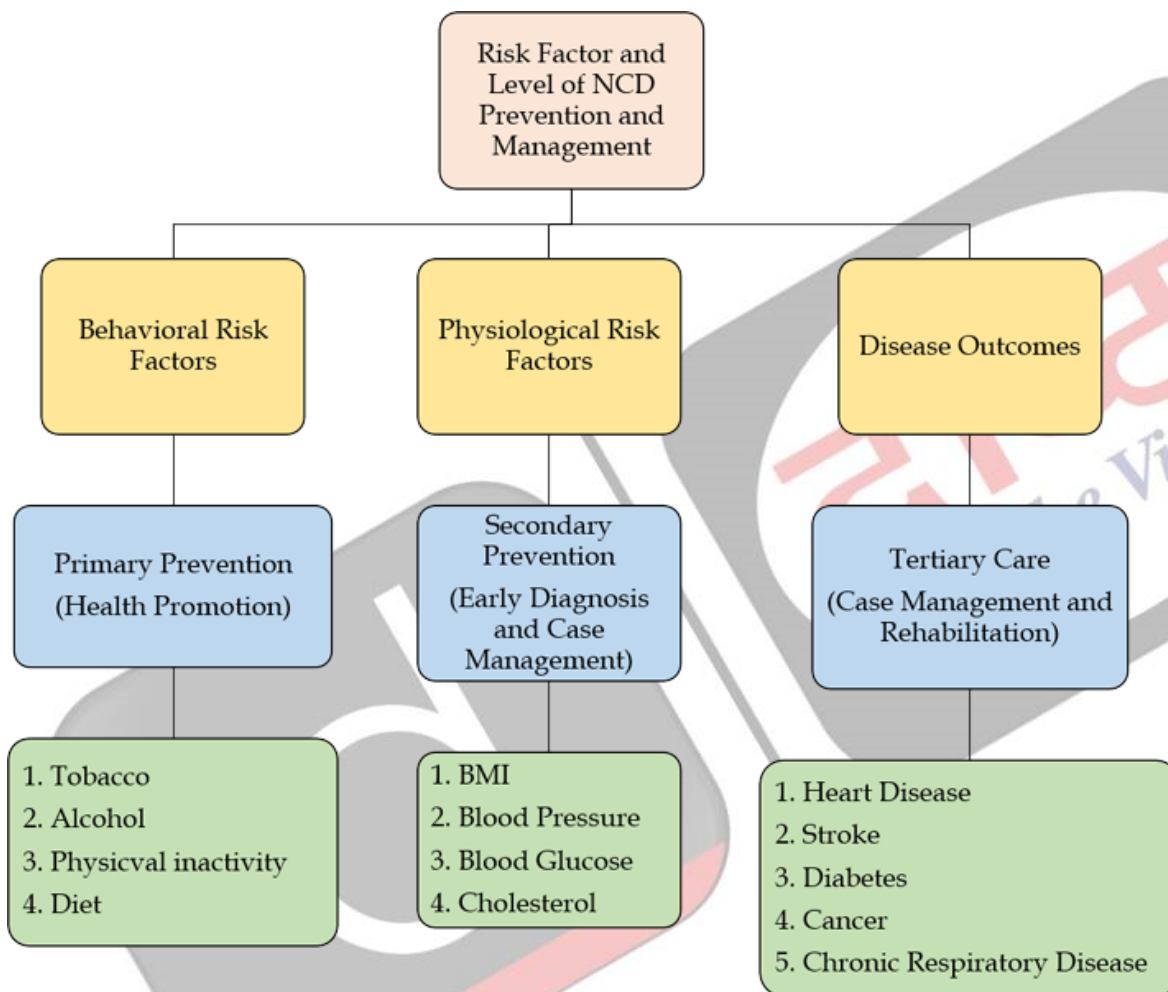 Risk Factor and
Level of NCD
Prevention and
Management
Behavioral Risk
Factors
Physiological Risk
Factors
Disease Outcomes
Primary Prevention
(Health Promotion)
Secondary
Prevention
(Early Diagnosis
and Case
Management)
Tertiary Care
(Case Management and
Rehabilitation)
1. Tobacco
2. Alcohol
3. Physicval inactivity
4. Diet
1. BMI
2. Blood Pressure
3. Blood Glucose
4. Cholesterol
1. Heart Disease
2. Stroke
3. Diabetes
4. Cancer
5. Chronic Respiratory Disease